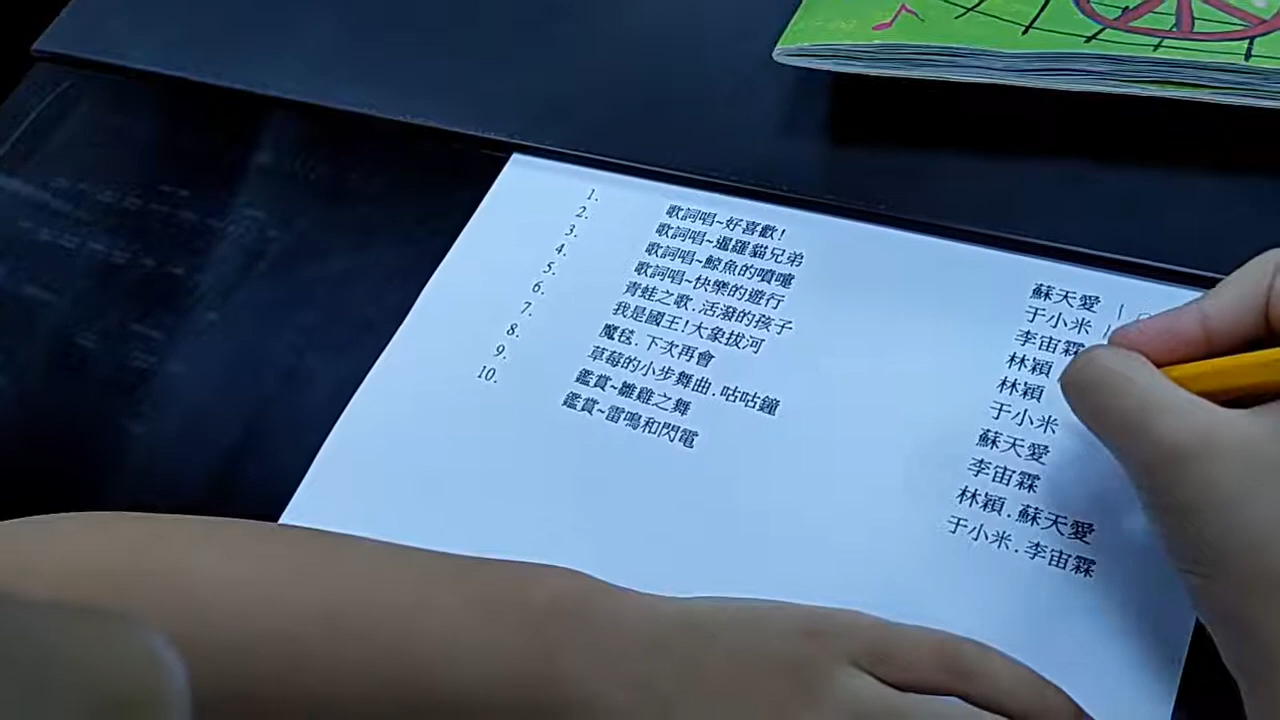 1. 歌詞唱~好喜歡! 蘇天愛
2. 歌詞唱~暹羅貓兄弟 于小米
3. 歌詞唱~鯨魚的噴嚏 李宙霖
4. 歌詞唱~快樂的遊行 林穎
5. 青蛙之歌.活潑的孩子 林穎
6. 我是國王!大象拔河 于小米
7. 魔毯.下次再會 蘇天愛
8. 草莓的小步舞曲.咕咕鐘 李宙霖
9. 鑑賞~雛雞之舞 林穎.蘇天愛
10. 鑑賞~雷鳴和閃電 于小米.李宙霖